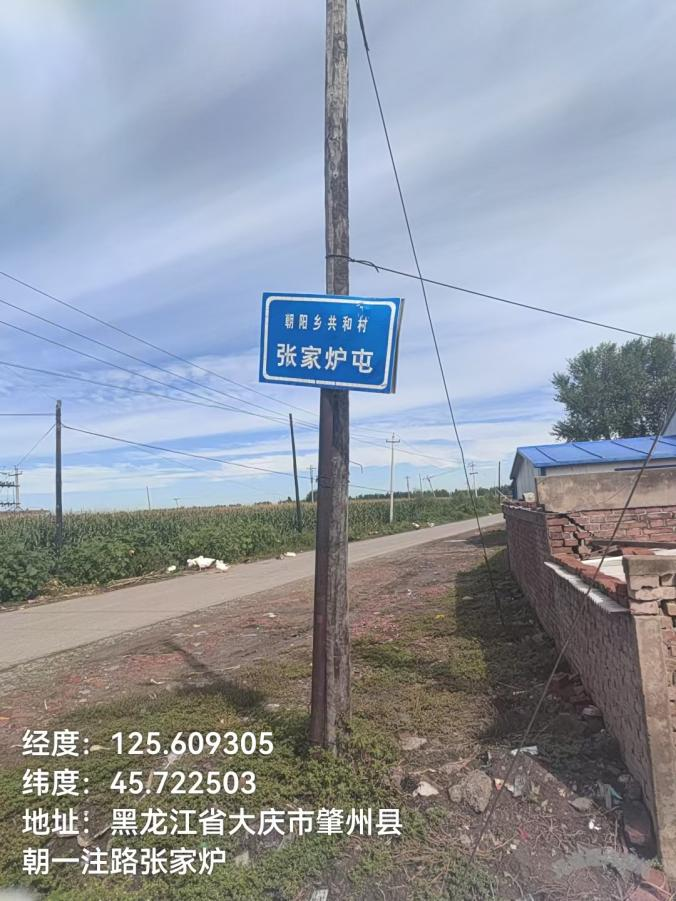 朝阳乡共和村
张家炉屯
经度：125.609305
纬度：45.722503
地址：黑龙江省大庆市肇州县
朝一注路张家炉